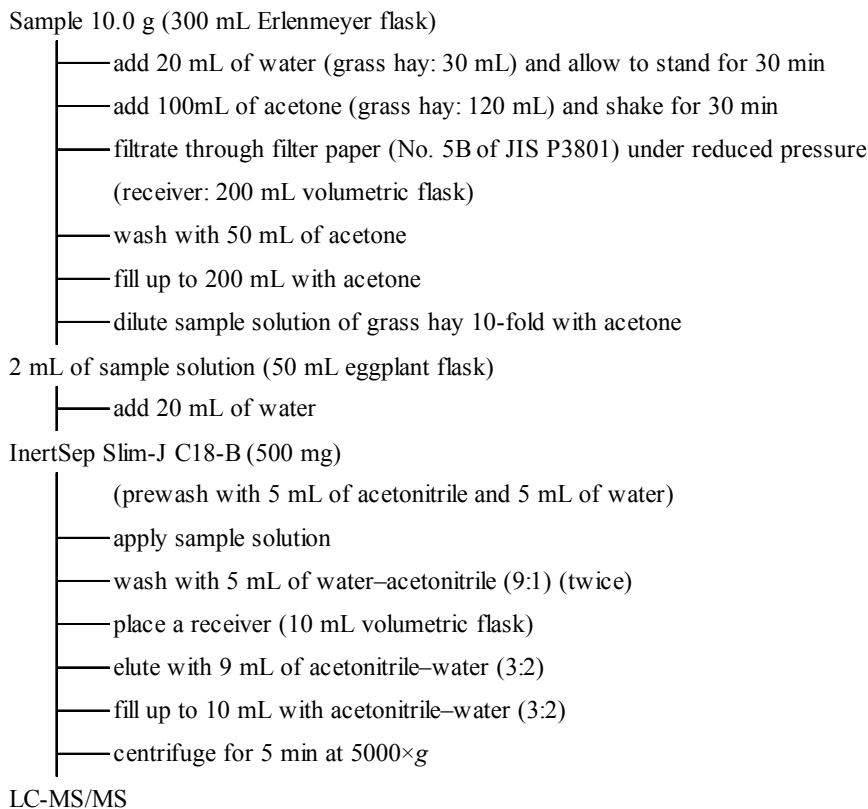 Sample 10.0 g (300 mL Erlenmeyer flask)
add 20 mL of water (grass hay: 30 mL) and allow to stand for 30 min
add 100mL of acetone (grass hay: 120 mL) and shake for 30 min
filtrate through filter paper (No. 5B of JIS P3801) under reduced pressure
(receiver: 200 mL volumetric flask)
wash with 50 mL of acetone
fill up to 200 mL with acetone
dilute sample solution of grass hay 10-fold with acetone
2 mL of sample solution (50 mL eggplant flask)
add 20 mL of water
InertSep Slim-J C18-B (500 mg)
(prewash with 5 mL of acetonitrile and 5 mL of water)
apply sample solution
wash with 5 mL of water–acetonitrile (9:1) (twice)
place a receiver (10 mL volumetric flask)
elute with 9 mL of acetonitrile–water (3:2)
fill up to 10 mL with acetonitrile–water (3:2)
centrifuge for 5 min at 5000×g
LC-MS/MS